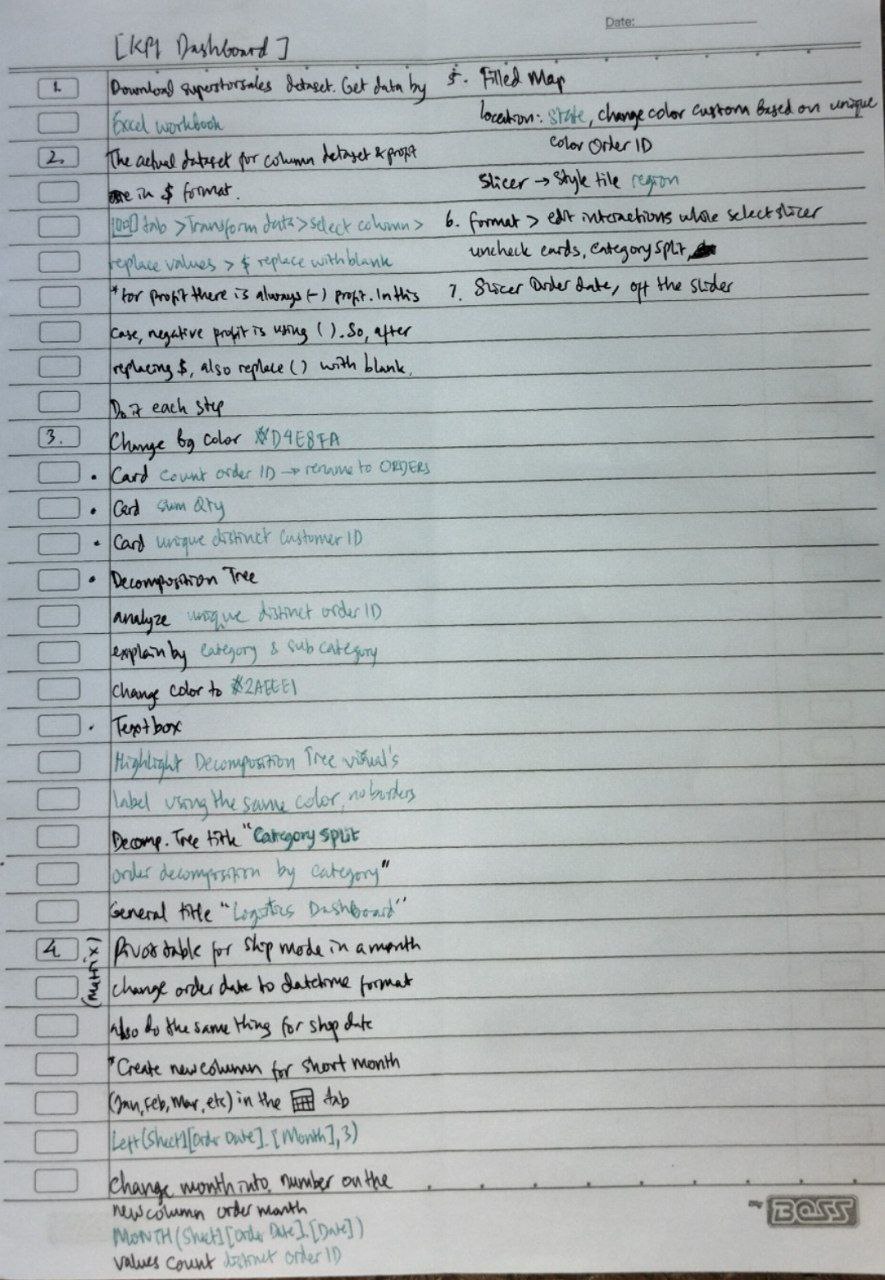 Date:
[KPI Dashboard]
1. Download superstorsales dataset. Get data by
Excel workbook
2. The actual dataset for column dataset & profit
are in $ format.
tab > Transform data > select column >
replace values > $ replace with blank
*for profit there is always (-) profit. In this
case, negative profit is using ( ). So, after
replacing $, also replace ( ) with blank.
Do it each step
3. Change bg color #D4E8FA
• Card count order ID → rename to ORDERS
• Card sum Qty
• Card unique distinct Customer ID
• Decomposition Tree
analyze unique distinct order ID
explain by category & sub category
change color to #2AEEE1
• Text box
Highlight Decomposition Tree visual's
label using the same color, no borders
Decomp. Tree title "Category split
order decomposition by category"
General title "Logistics Dashboard"
4. Pivot table for ship mode in a month
(Matrix)
change order date to datetime format
also do the same thing for ship date
*Create new column for short month
(Jan, Feb, Mar, etc) in the tab
Left(Sheet1[Order Date].[Month],3)
change month into number on the
new column order month
MONTH(Sheet1[Order Date].[Date])
values count distinct order ID
5. Filled Map
location: state, change color custom based on unique
color Order ID
Slicer → Style tile region
6. format > edit interactions while select slicer
uncheck cards, category split,
7. Slicer Order date, off the slider
BOSS